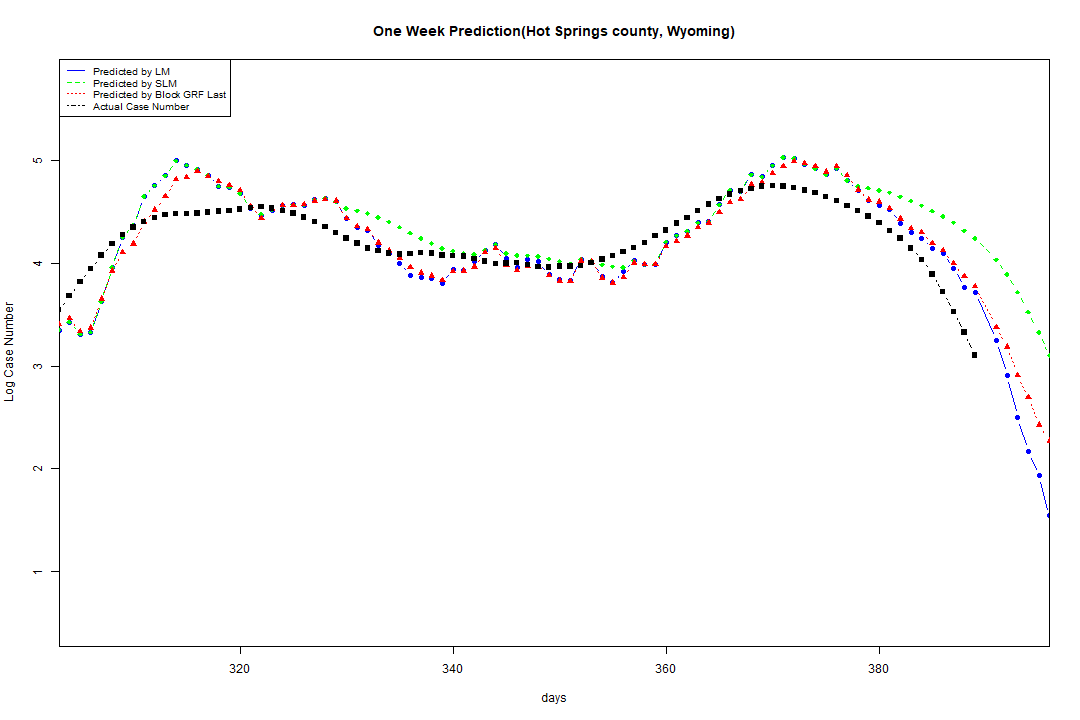 One Week Prediction(Hot Springs county, Wyoming)
Predicted by LM
Predicted by SLM
Predicted by Block GRF Last
Actual Case Number
5
4
3
2
1
Log Case Number
320 340 360 380
days